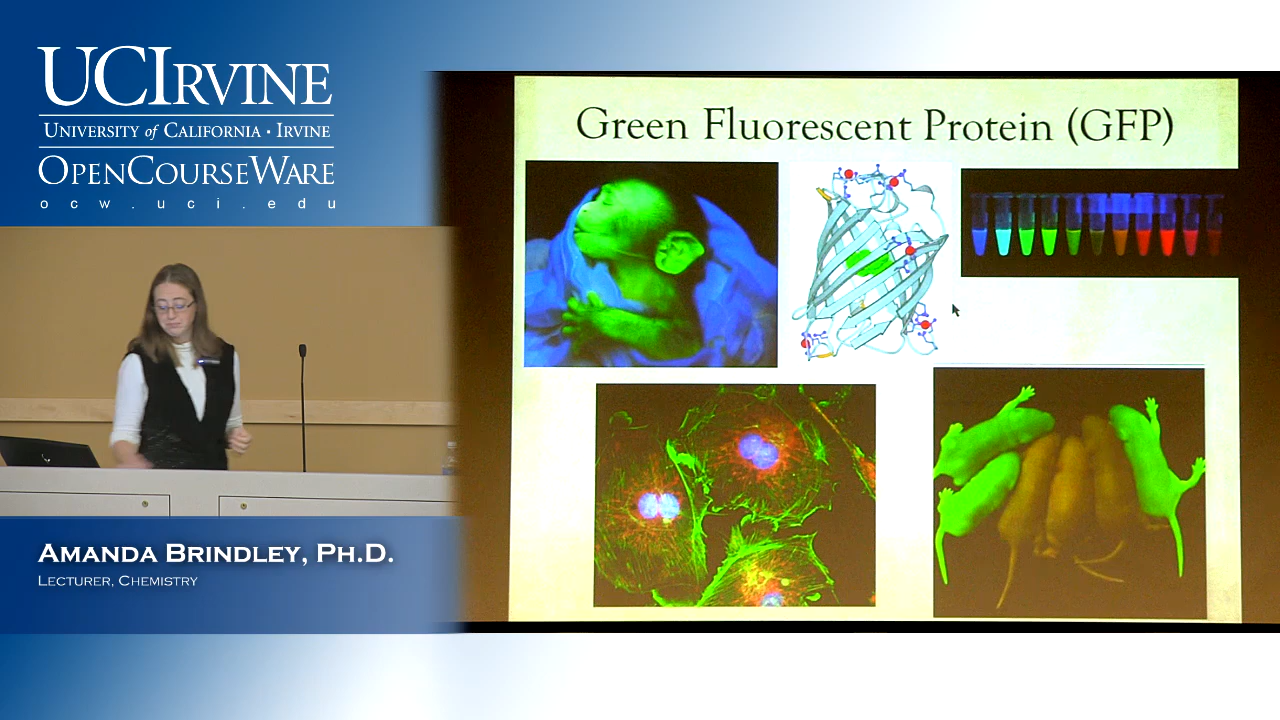 UCIRVINE
UNIVERSITY of CALIFORNIA · IRVINE
OPENCOURSEWARE
ocw.uci.edu
Green Fluorescent Protein (GFP)
AMANDA BRINDLEY, PH.D.
LECTURER, CHEMISTRY